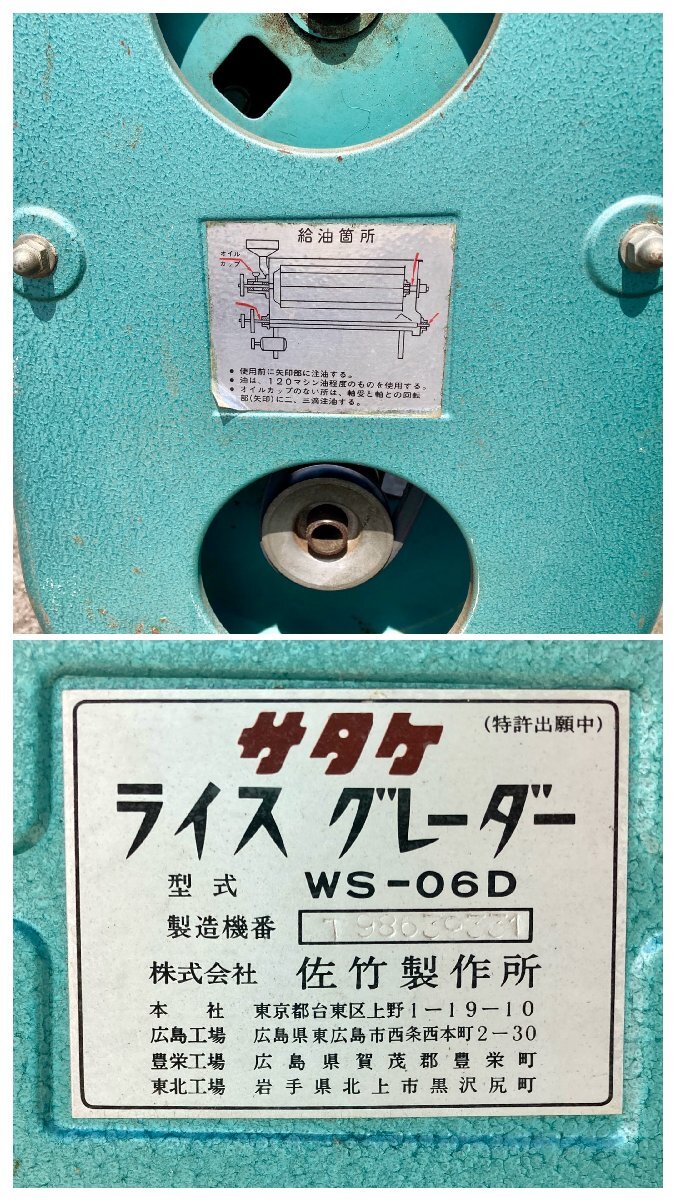 給油箇所
オイル
カップ
● 使用前に矢印部に注油する。
● 油は、120マシン油程度のものを使用する。
● オイルカップのない所は、軸受と軸との回転
部(矢印)に二、三滴注油する。
サタケ
(特許出願中)
ライス グレーダー
型式 WS-06D
製造機番
株式会社 佐竹製作所
本 社 東京都台東区上野1-19-10
広島工場 広島県東広島市西条西本町2-30
豊栄工場 広島県賀茂郡豊栄町
東北工場 岩手県北上市黒沢尻町